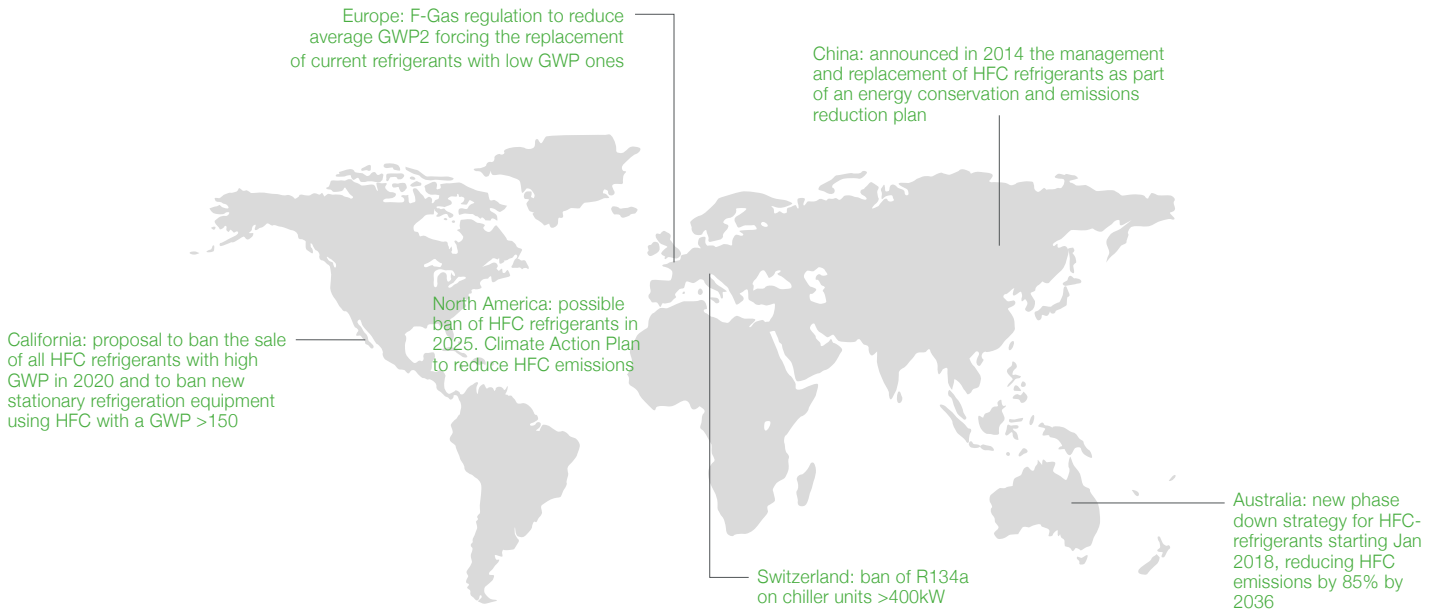 Europe: F-Gas regulation to reduce
average GWP2 forcing the replacement
of current refrigerants with low GWP ones
China: announced in 2014 the management
and replacement of HFC refrigerants as part
of an energy conservation and emissions
reduction plan
North America: possible
ban of HFC refrigerants in
2025. Climate Action Plan
to reduce HFC emissions
California: proposal to ban the sale
of all HFC refrigerants with high
GWP in 2020 and to ban new
stationary refrigeration equipment
using HFC with a GWP >150
Australia: new phase
down strategy for HFC-
refrigerants starting Jan
2018, reducing HFC
emissions by 85% by
2036
Switzerland: ban of R134a
on chiller units >400kW